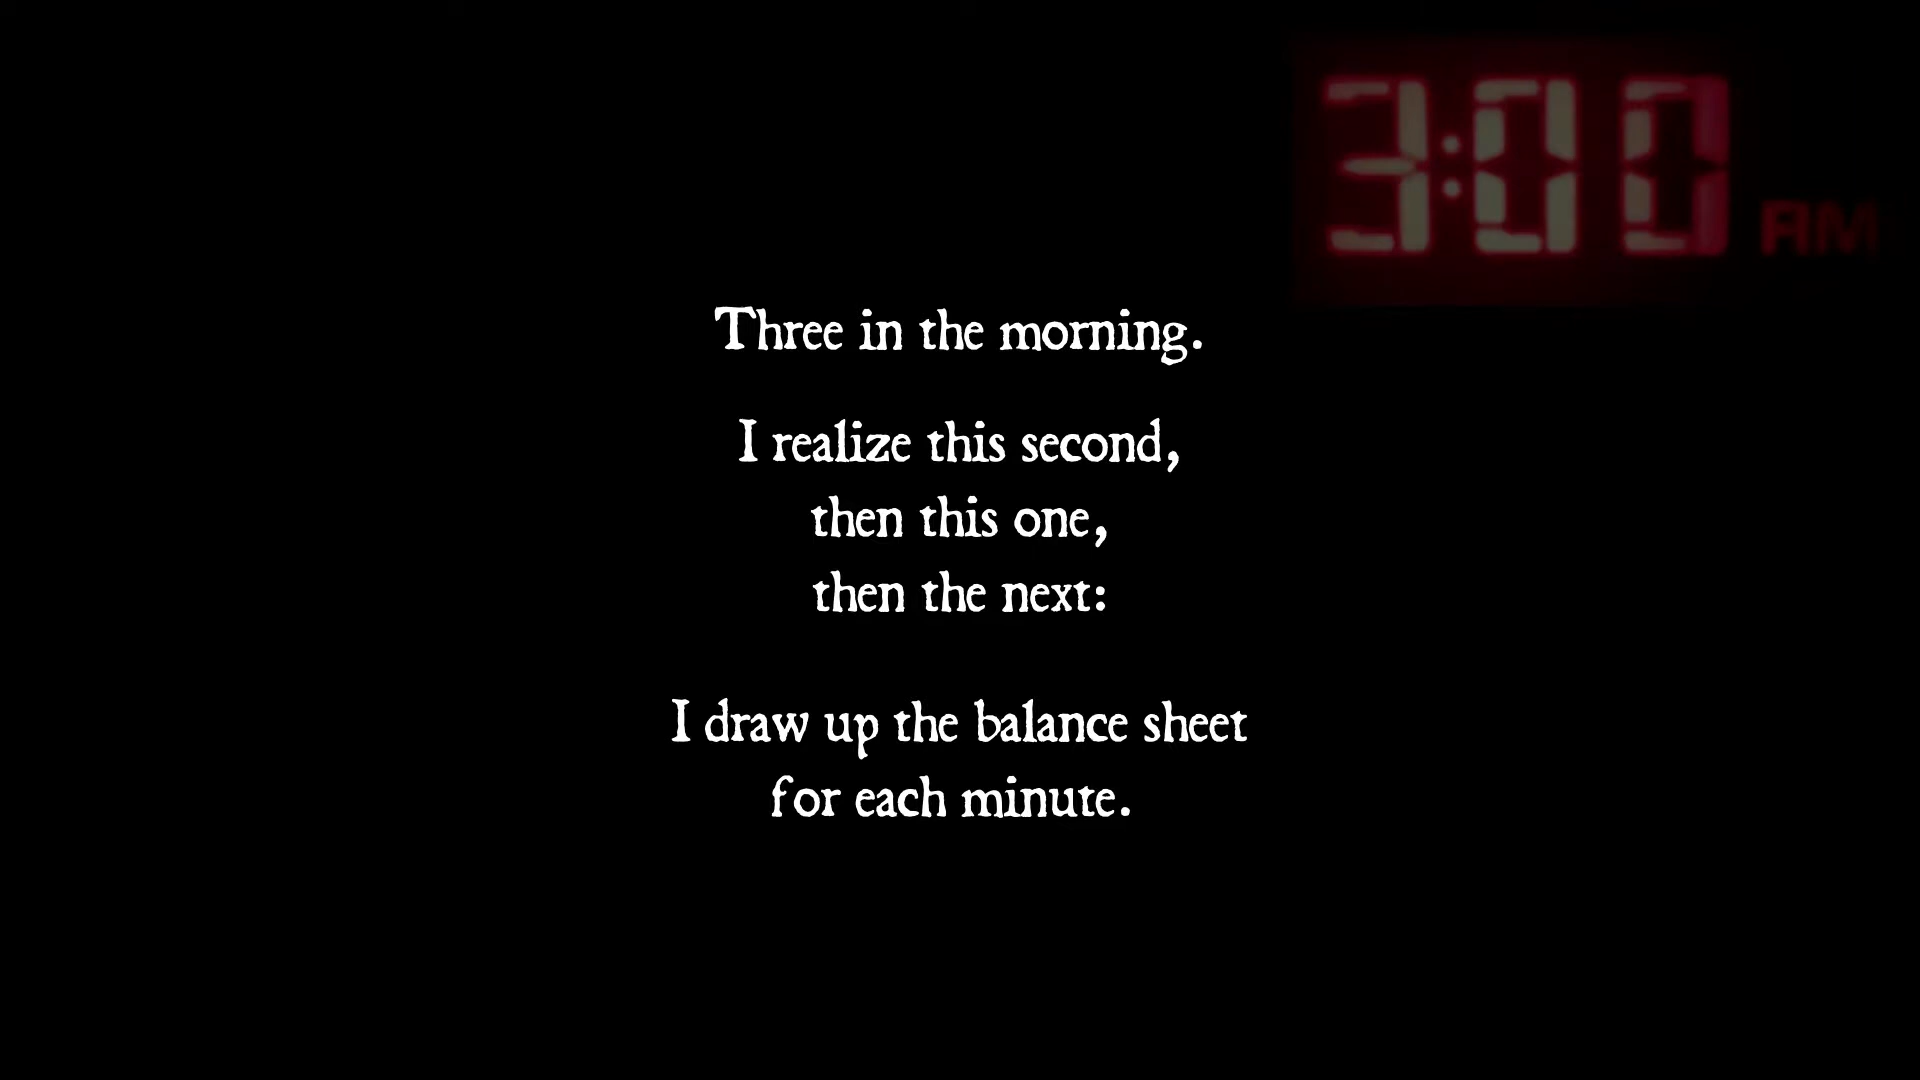 3:00 AM
Three in the morning.
I realize this second,
then this one,
then the next:
I draw up the balance sheet
for each minute.